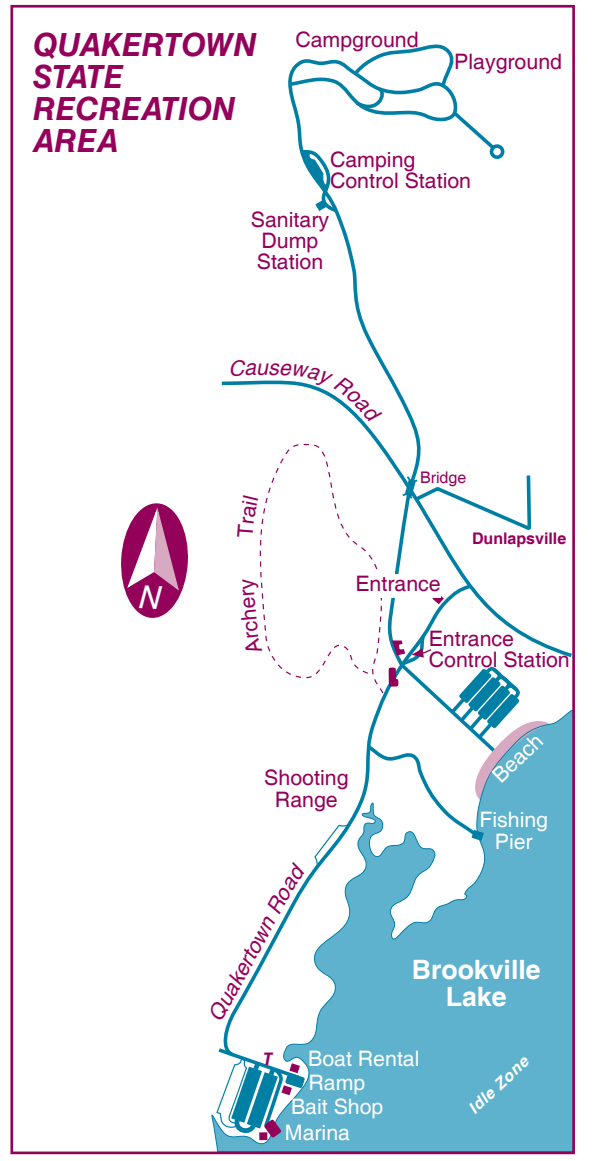 QUAKERTOWN
STATE
RECREATION
AREA
Campground
Playground
Camping
Control Station
Sanitary
Dump
Station
Causeway Road
Bridge
Dunlapsville
Archery Trail
N
Entrance
Entrance
Control Station
Beach
Shooting
Range
Fishing
Pier
Quakertown Road
Brookville
Lake
Idle Zone
Boat Rental
Ramp
Bait Shop
Marina